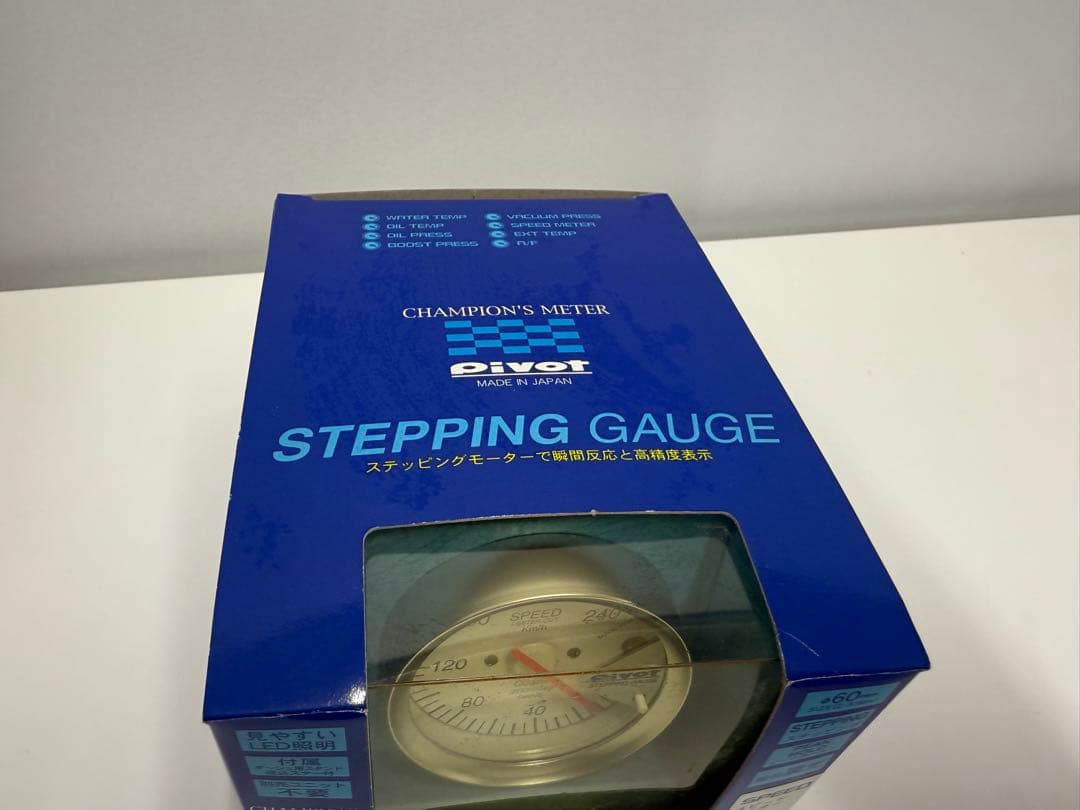 WATER TEMP
OIL TEMP
OIL PRESS
BOOST PRESS
VACUUM PRESS
SPEED METER
EXT TEMP
A/F
CHAMPION'S METER
PIVOT
MADE IN JAPAN
STEPPING GAUGE
ステッピングモーターで瞬間反応と高精度表示
SPEED
Km/h
240
120
80
40
PIVOT
見やすい
LED照明
付属
不要
φ60
STEPPING
SPEED